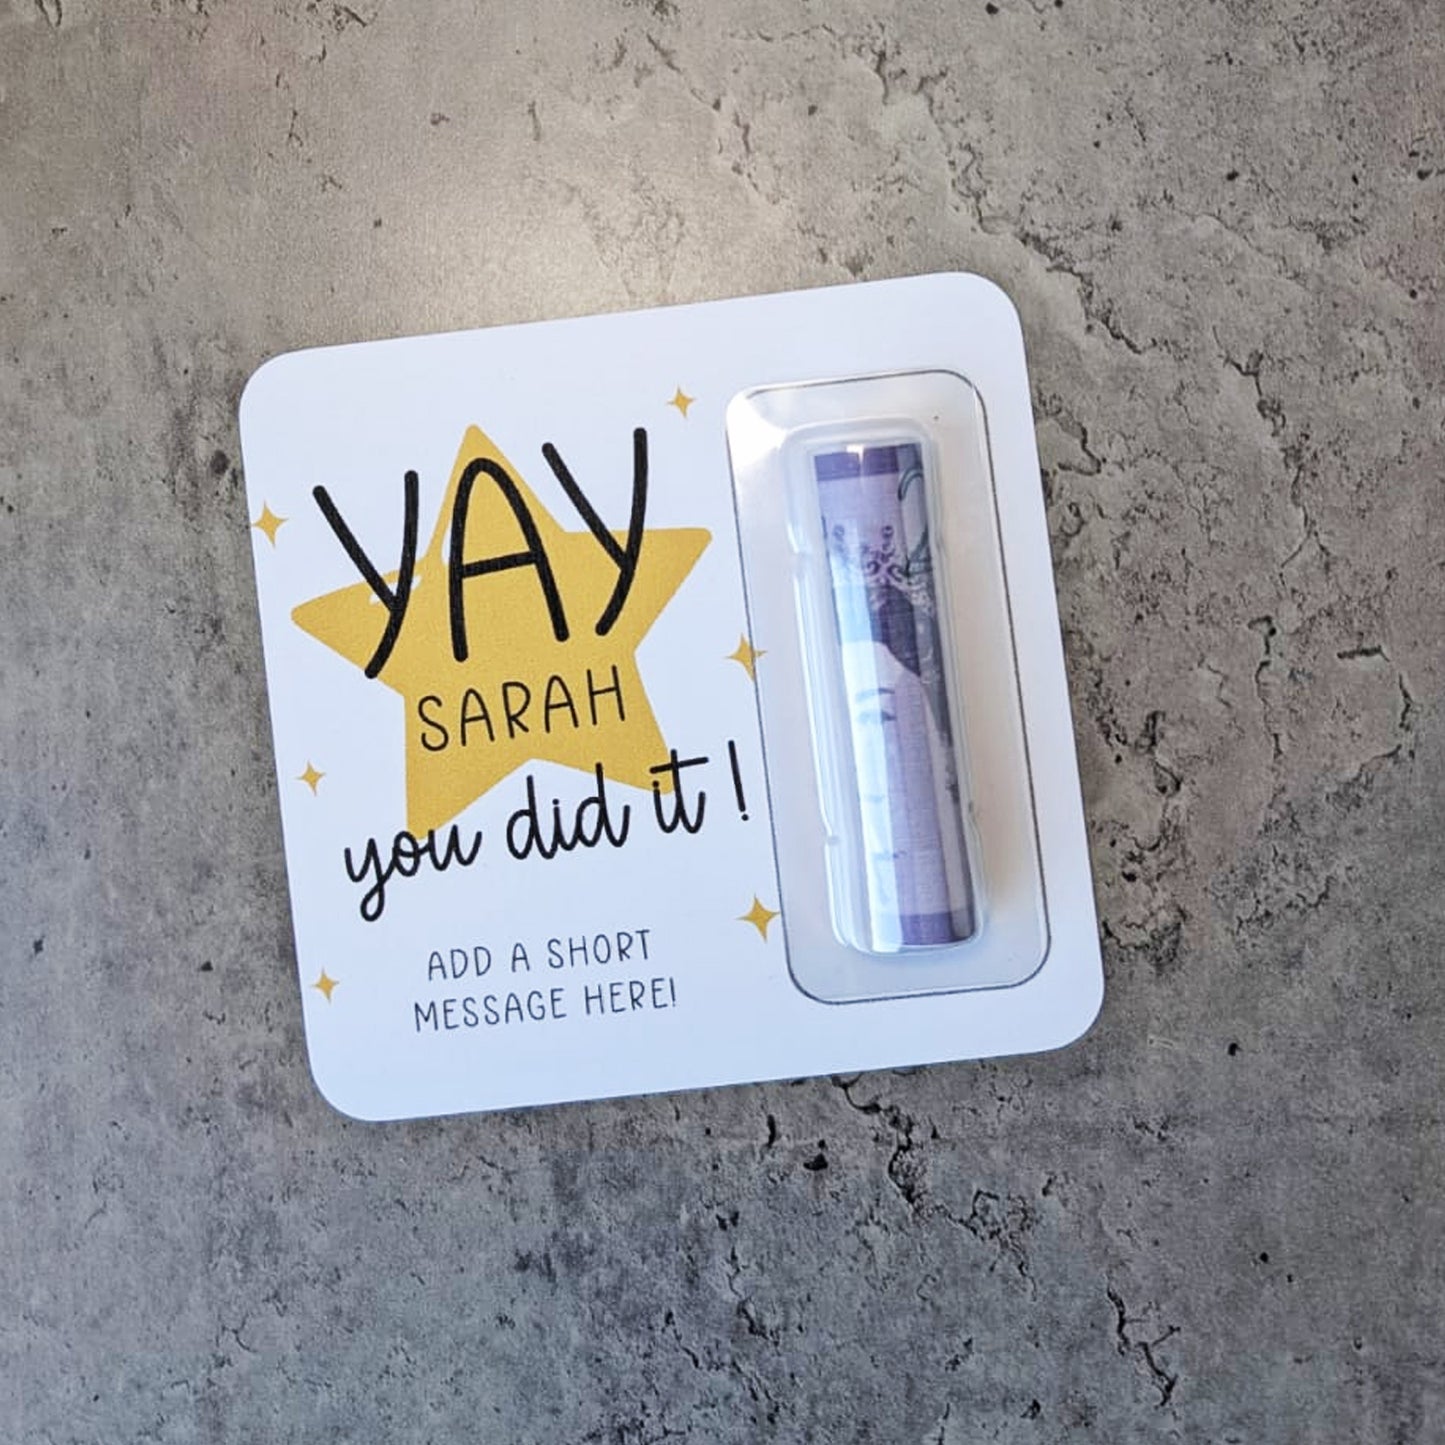 YAY
SARAH
you did it!
ADD A SHORT
MESSAGE HERE!